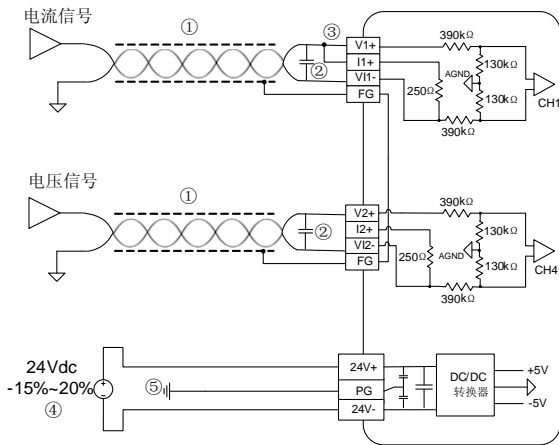 电流信号
①
③
V1+
I1+
VI1-
FG
②
390kΩ
130kΩ
AGND
250Ω
130kΩ
390kΩ
CH1
电压信号
①
V2+
I2+
VI2-
FG
②
390kΩ
130kΩ
AGND
250Ω
130kΩ
390kΩ
CH4
24Vdc
-15%~20%
④
⑤
24V+
PG
24V-
DC/DC
转换器
+5V
-5V